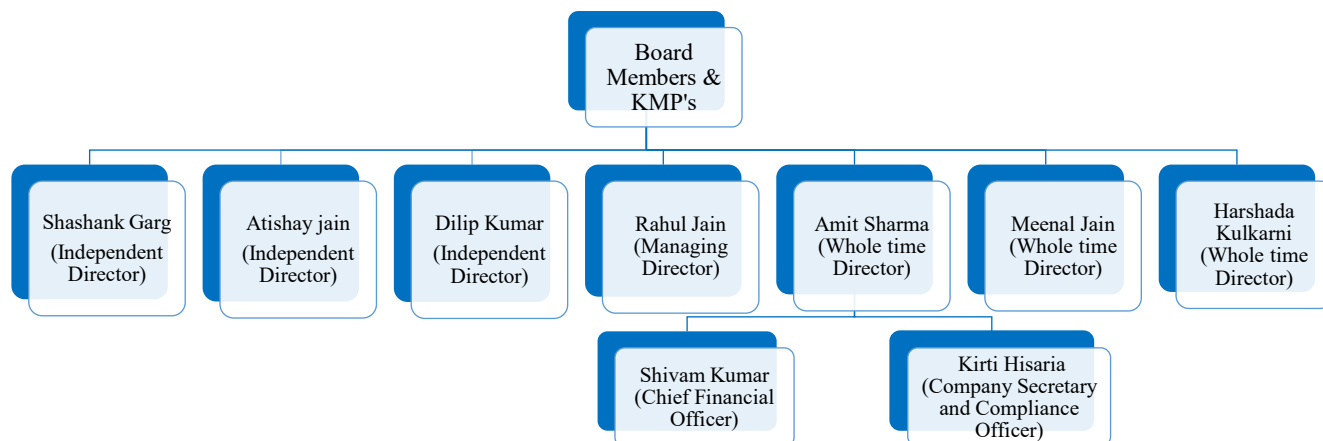 Board
Members &
KMP's
Shashank Garg
(Independent
Director)
Atishay jain
(Independent
Director)
Dilip Kumar
(Independent
Director)
Rahul Jain
(Managing
Director)
Amit Sharma
(Whole time
Director)
Meenal Jain
(Whole time
Director)
Harshada
Kulkarni
(Whole time
Director)
Shivam Kumar
(Chief Financial
Officer)
Kirti Hisaria
(Company Secretary
and Compliance
Officer)